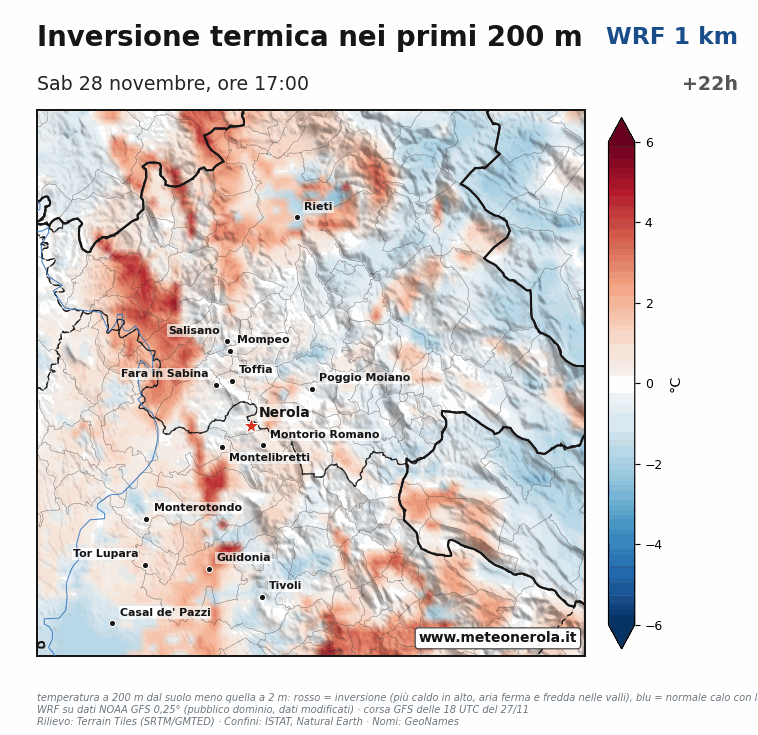 Inversione termica nei primi 200 m WRF 1 km
Sab 28 novembre, ore 17:00 +22h
Rieti
Salisano
Mompeo
Toffia
Fara in Sabina
Poggio Moiano
Nerola
Montorio Romano
Montelibretti
Monterotondo
Tor Lupara
Guidonia
Tivoli
Casal de' Pazzi
www.meteonerola.it
6
4
2
0
−2
−4
−6
°C
temperatura a 200 m dal suolo meno quella a 2 m: rosso = inversione (più caldo in alto, aria ferma e fredda nelle valli), blu = normale calo con l
WRF su dati NOAA GFS 0,25° (pubblico dominio, dati modificati) · corsa GFS delle 18 UTC del 27/11
Rilievo: Terrain Tiles (SRTM/GMTED) · Confini: ISTAT, Natural Earth · Nomi: GeoNames